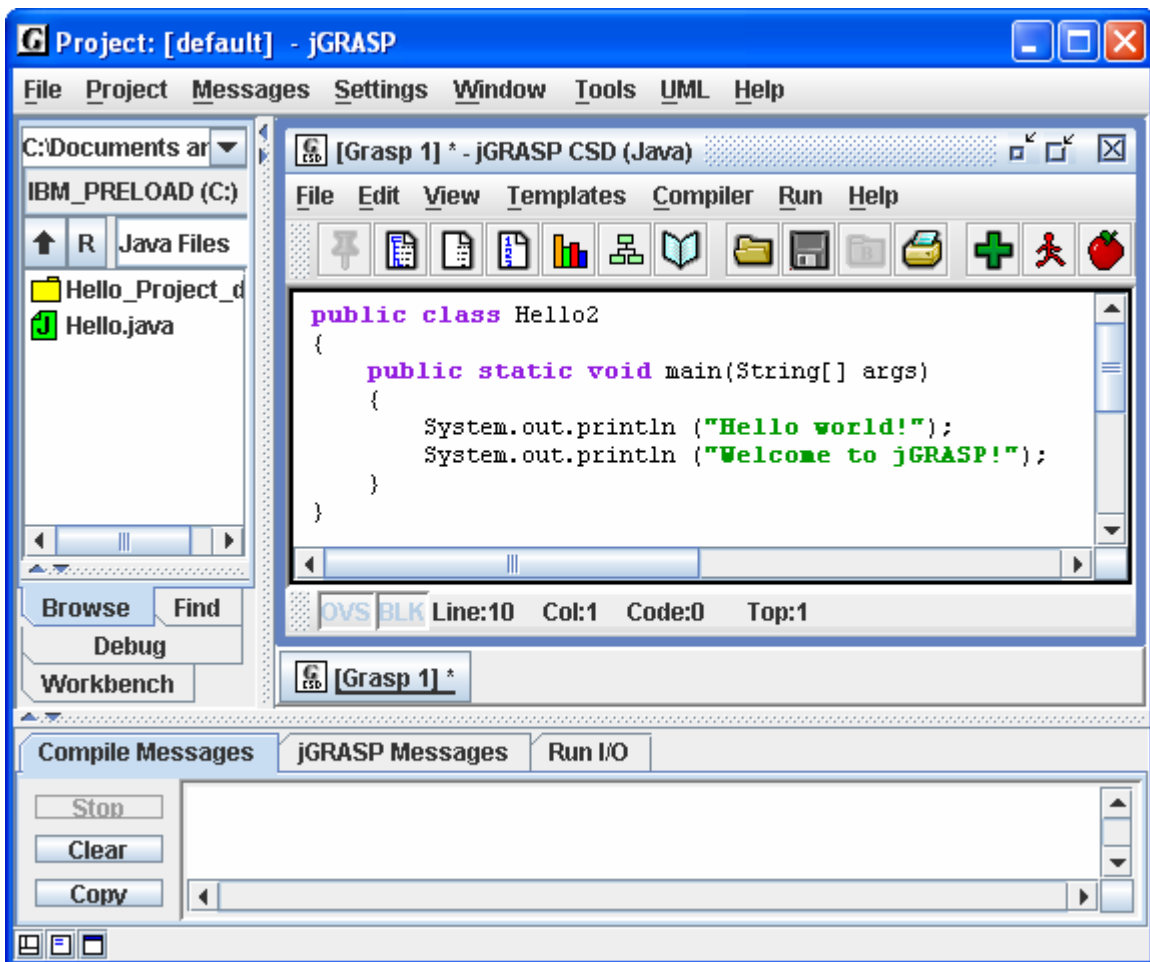 Project: [default] - jGRASP
File Project Messages Settings Window Tools UML Help
C:\Documents ar
IBM_PRELOAD (C:)
R Java Files
Hello_Project_d
Hello.java
Browse Find
Debug
Workbench
[Grasp 1] * - jGRASP CSD (Java)
File Edit View Templates Compiler Run Help
public class Hello2
{
    public static void main(String[] args)
    {
        System.out.println ("Hello world!");
        System.out.println ("Welcome to jGRASP!");
    }
}
OVS BLK Line:10 Col:1 Code:0 Top:1
[Grasp 1] *
Compile Messages jGRASP Messages Run I/O
Stop
Clear
Copy